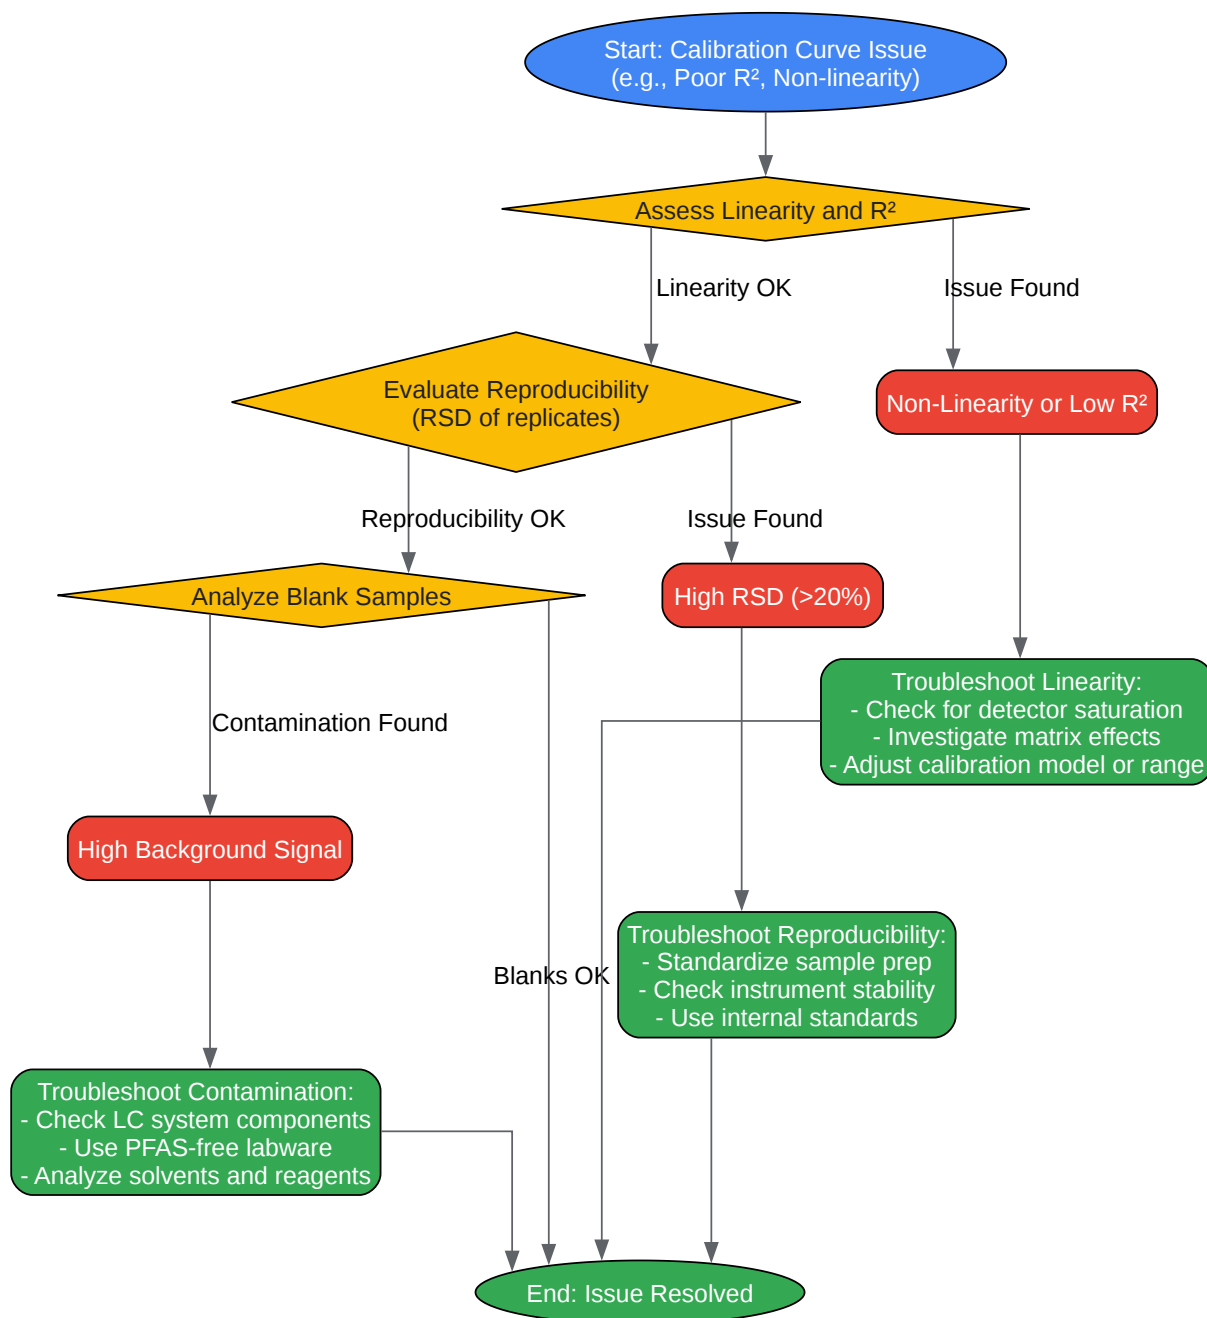 Start: Calibration Curve Issue
(e.g., Poor R², Non-linearity)
Assess Linearity and R²
Linearity OK
Issue Found
Evaluate Reproducibility
(RSD of replicates)
Non-Linearity or Low R²
Reproducibility OK
Issue Found
Analyze Blank Samples
High RSD (>20%)
Troubleshoot Linearity:
- Check for detector saturation
- Investigate matrix effects
- Adjust calibration model or range
Contamination Found
High Background Signal
Troubleshoot Reproducibility:
- Standardize sample prep
- Check instrument stability
- Use internal standards
Blanks OK
Troubleshoot Contamination:
- Check LC system components
- Use PFAS-free labware
- Analyze solvents and reagents
End: Issue Resolved